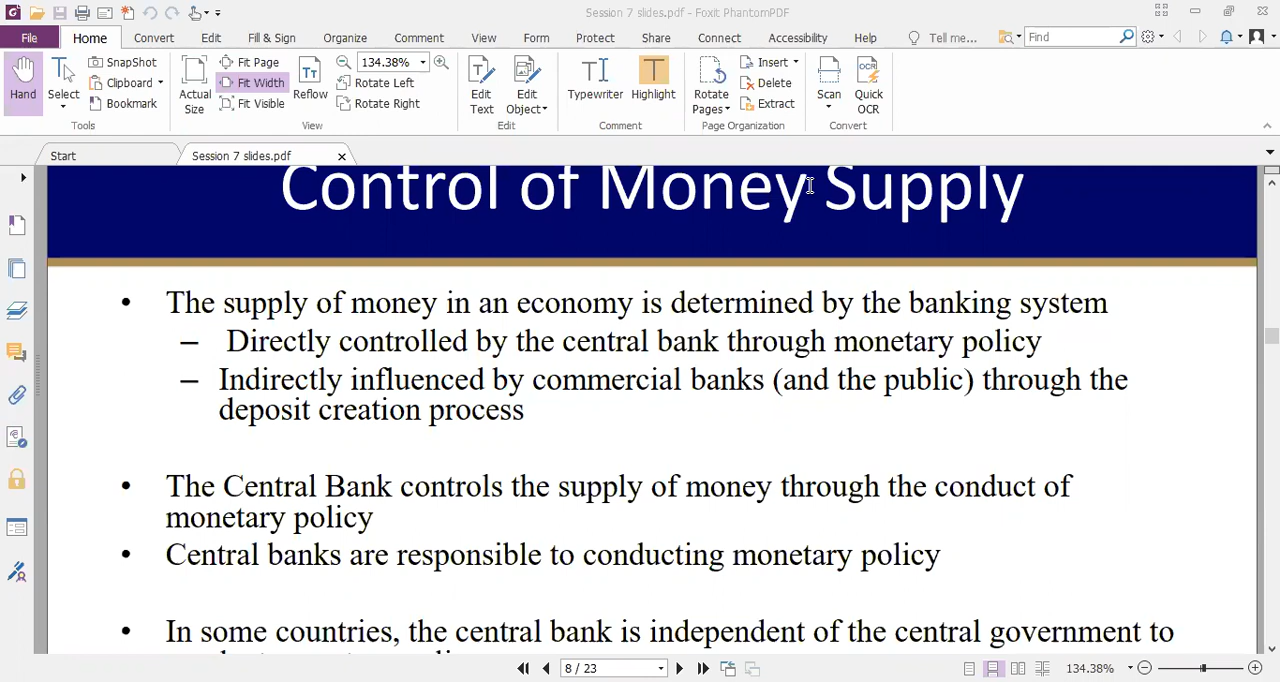 Session 7 slides.pdf - Foxit PhantomPDF
File Home Convert Edit Fill & Sign Organize Comment View Form Protect Share Connect Accessibility Help Tell me... Find
Hand Select SnapShot Clipboard Bookmark Actual Size Fit Page Fit Width Fit Visible Reflow 134.38% Rotate Left Rotate Right Edit Text Edit Object Typewriter Highlight Rotate Pages Insert Delete Extract Scan Quick OCR
Tools View Edit Comment Page Organization Convert
Start Session 7 slides.pdf
Control of Money Supply
• The supply of money in an economy is determined by the banking system
– Directly controlled by the central bank through monetary policy
– Indirectly influenced by commercial banks (and the public) through the
deposit creation process
• The Central Bank controls the supply of money through the conduct of
monetary policy
• Central banks are responsible to conducting monetary policy
• In some countries, the central bank is independent of the central government to
8 / 23 134.38%